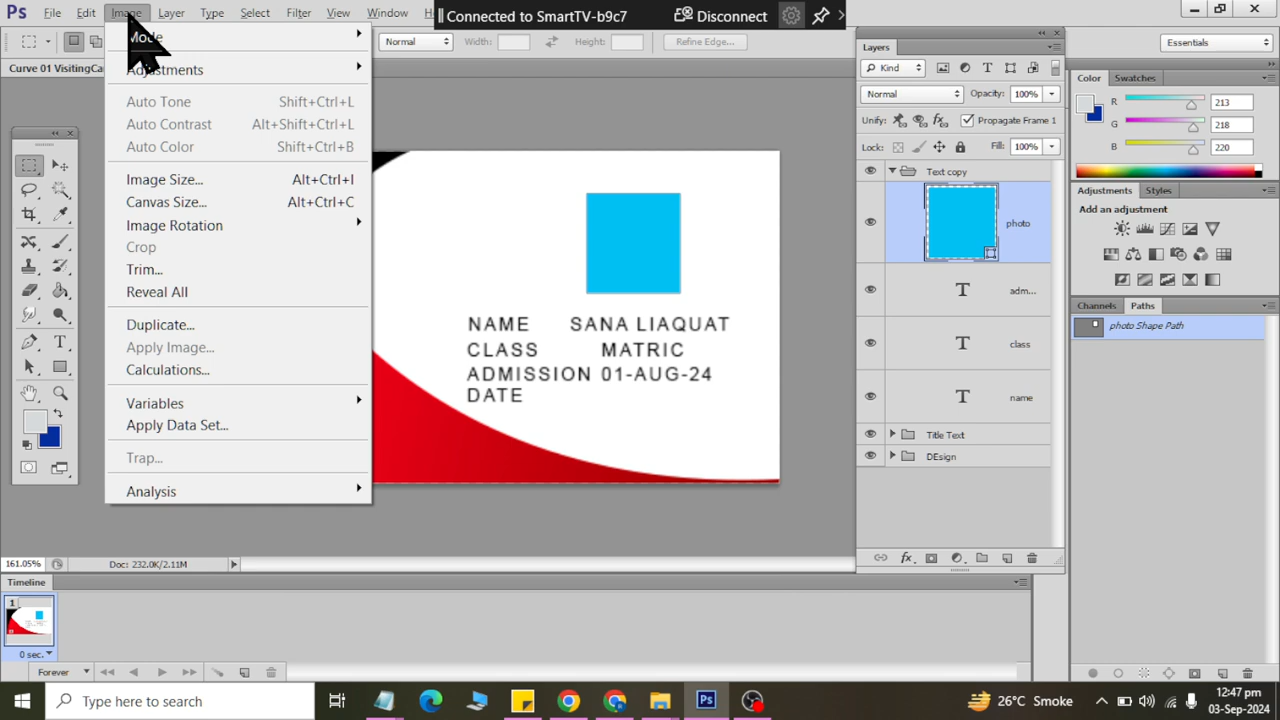 Ps File Edit Image Layer Type Select Filter View Window H
Connected to SmartTV-b9c7 Disconnect
Normal Width: Height: Refine Edge... Essentials
Curve 01 VisitingCa
Mode
Adjustments
Auto Tone Shift+Ctrl+L
Auto Contrast Alt+Shift+Ctrl+L
Auto Color Shift+Ctrl+B
Image Size... Alt+Ctrl+I
Canvas Size... Alt+Ctrl+C
Image Rotation
Crop
Trim...
Reveal All
Duplicate...
Apply Image...
Calculations...
Variables
Apply Data Set...
Trap...
Analysis
NAME SANA LIAQUAT
CLASS MATRIC
ADMISSION 01-AUG-24
DATE
Layers
Kind
Normal Opacity: 100%
Unify: Propagate Frame 1
Lock: Fill: 100%
Text copy
photo
T adm...
T class
T name
Title Text
DEsign
fx
Color Swatches
R 213
G 218
B 220
Adjustments Styles
Add an adjustment
Channels Paths
photo Shape Path
161.05% Doc: 232.0K/2.11M
Timeline
1
0 sec.
Forever
Type here to search
Ps
26°C Smoke
12:47 pm
03-Sep-2024